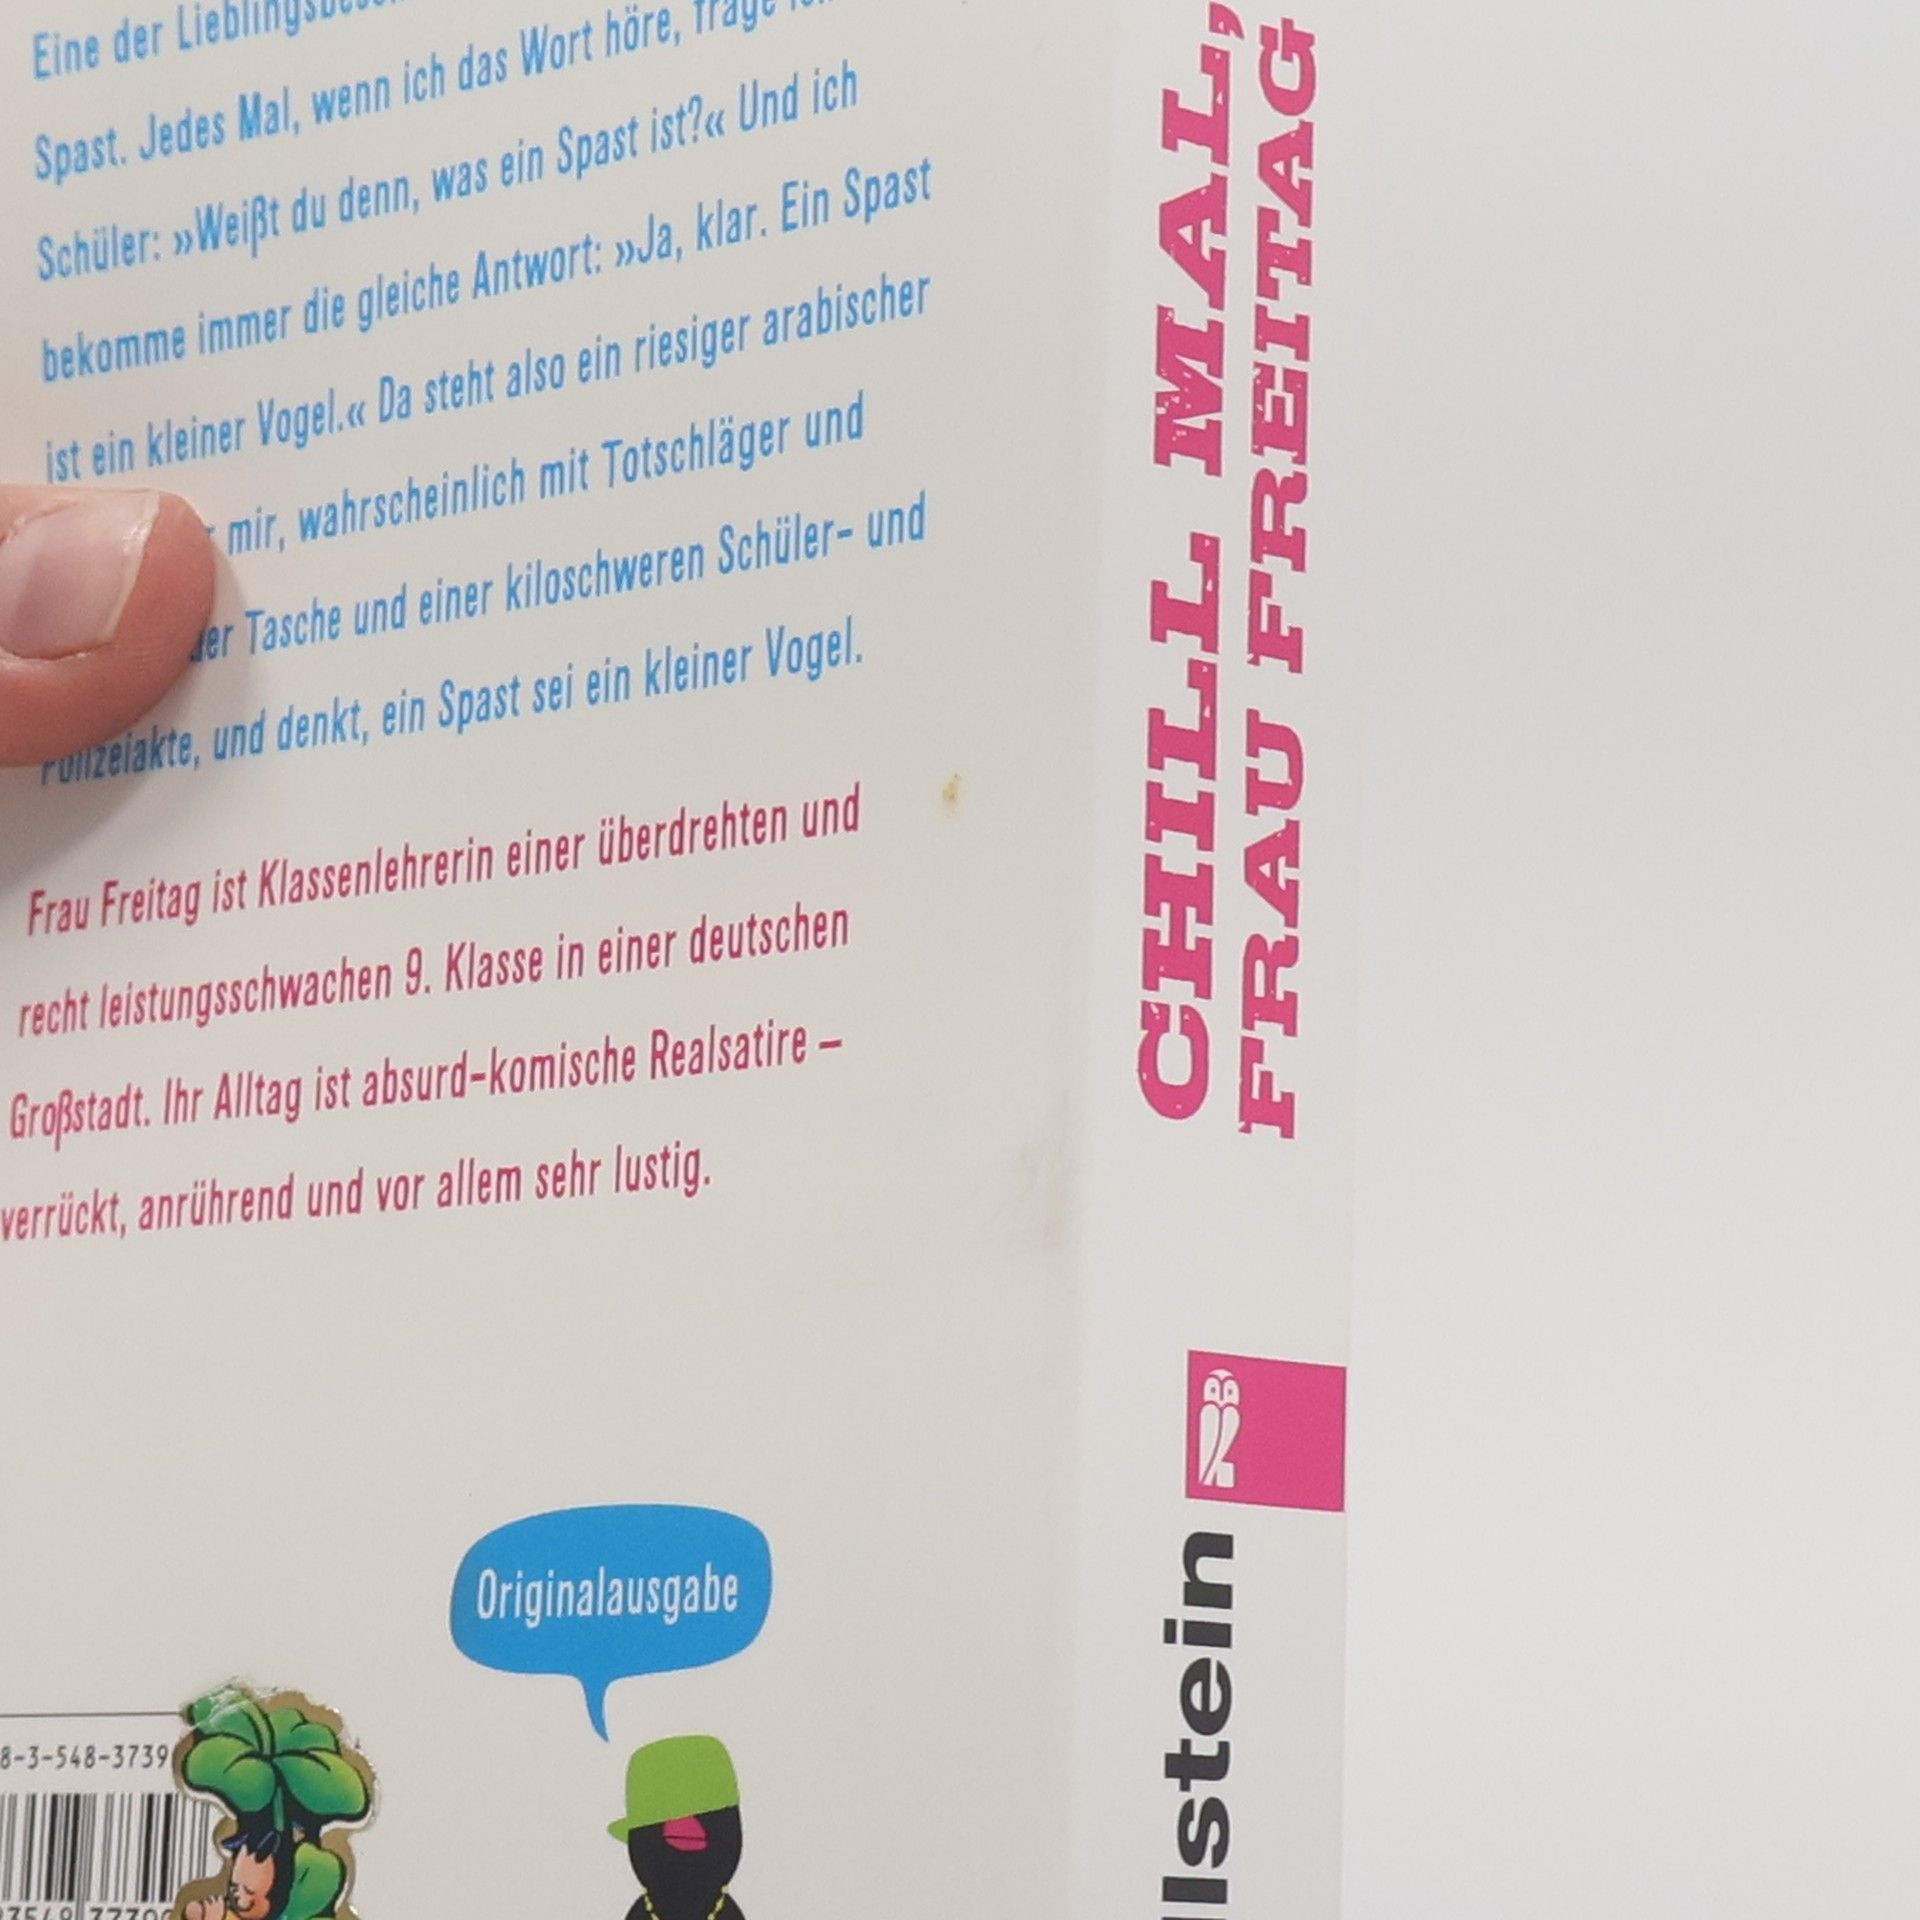 Eine der
Spast. Jedes Mal, wenn ich das Wort höre, frage
Schüler: »Weißt du denn, was ein Spast ist?« Und ich
bekomme immer die gleiche Antwort: »Ja, klar. Ein Spast
ist ein kleiner Vogel.« Da steht also ein riesiger arabischer
mir, wahrscheinlich mit Totschläger und
Tasche und einer kiloschweren Schüler- und
und denkt, ein Spast sei ein kleiner Vogel.
Frau Freitag ist Klassenlehrerin einer überdrehten und
recht leistungsschwachen 9. Klasse in einer deutschen
Großstadt. Ihr Alltag ist absurd-komische Realsatire –
verrückt, anrührend und vor allem sehr lustig.
Originalausgabe
8-3-548-3739
CHILL MAL,
FRAU FREITAG
llstein